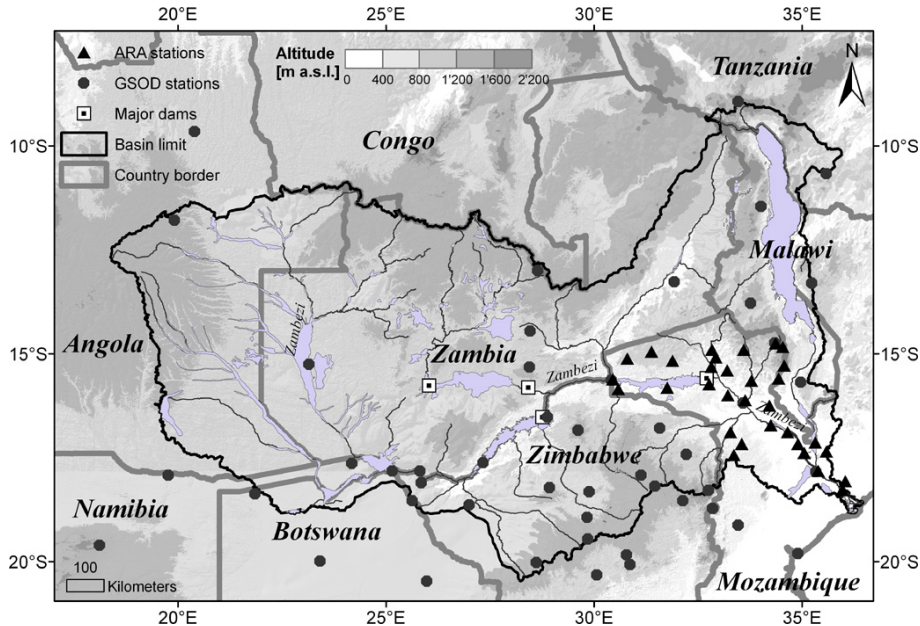 20°E 25°E 30°E 35°E
ARA stations
GSOD stations
Major dams
Basin limit
Country border
Altitude
[m a.s.l.]
0 400 800 1'200 1'600 2'200
N
Tanzania
Congo
10°S 10°S
Malawi
Zambezi
Angola
Zambia
Zambezi
15°S 15°S
Zambezi
Zimbabwe
Namibia
Botswana
Mozambique
20°S 20°S
100
Kilometers
20°E 25°E 30°E 35°E